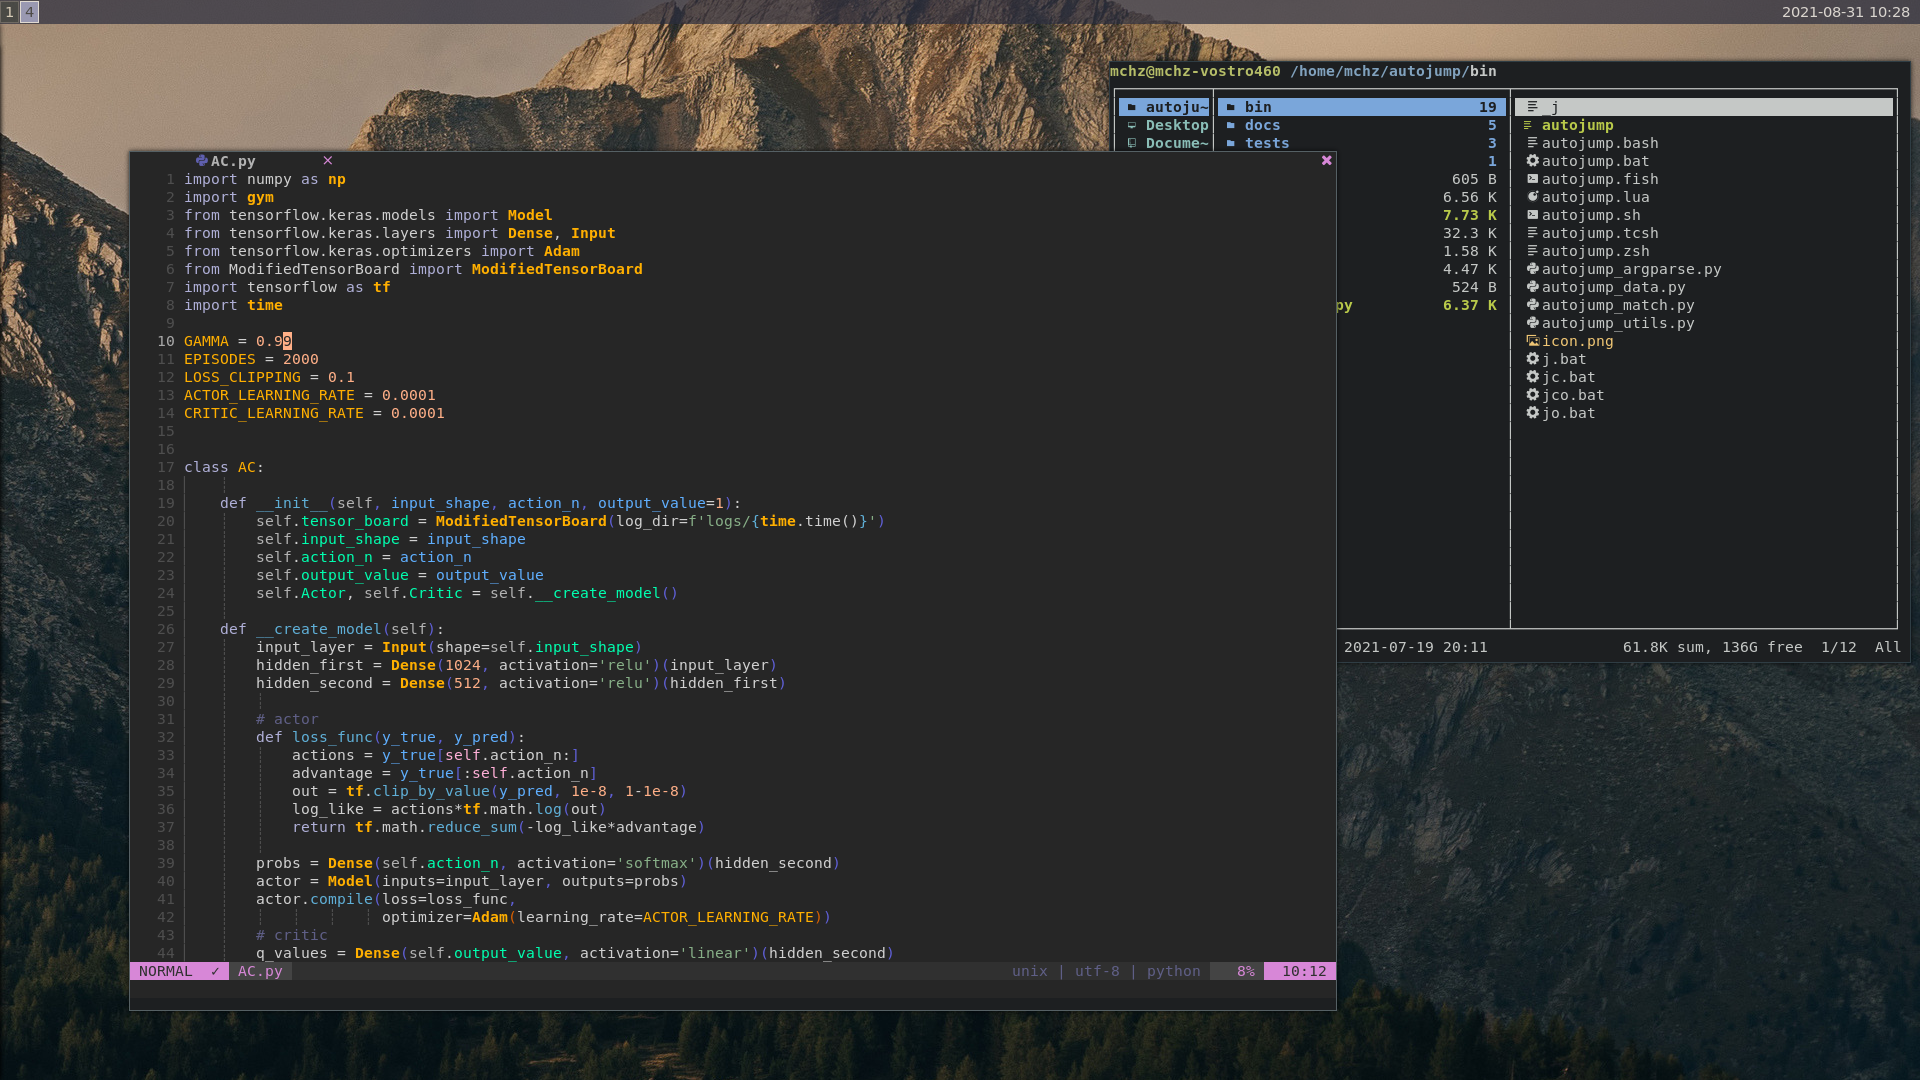 1 4 2021-08-31 10:28
mchz@mchz-vostro460 /home/mchz/autojump/bin
autoju~ bin 19 _j
Desktop docs 5 autojump
Docume~ tests 3 autojump.bash
1 autojump.bat
605 B autojump.fish
6.56 K autojump.lua
7.73 K autojump.sh
32.3 K autojump.tcsh
1.58 K autojump.zsh
4.47 K autojump_argparse.py
524 B autojump_data.py
py 6.37 K autojump_match.py
autojump_utils.py
icon.png
j.bat
jc.bat
jco.bat
jo.bat
2021-07-19 20:11 61.8K sum, 136G free 1/12 All
AC.py ×
1 import numpy as np
2 import gym
3 from tensorflow.keras.models import Model
4 from tensorflow.keras.layers import Dense, Input
5 from tensorflow.keras.optimizers import Adam
6 from ModifiedTensorBoard import ModifiedTensorBoard
7 import tensorflow as tf
8 import time
9
10 GAMMA = 0.99
11 EPISODES = 2000
12 LOSS_CLIPPING = 0.1
13 ACTOR_LEARNING_RATE = 0.0001
14 CRITIC_LEARNING_RATE = 0.0001
15
16
17 class AC:
18
19     def __init__(self, input_shape, action_n, output_value=1):
20         self.tensor_board = ModifiedTensorBoard(log_dir=f'logs/{time.time()}')
21         self.input_shape = input_shape
22         self.action_n = action_n
23         self.output_value = output_value
24         self.Actor, self.Critic = self.__create_model()
25
26     def __create_model(self):
27         input_layer = Input(shape=self.input_shape)
28         hidden_first = Dense(1024, activation='relu')(input_layer)
29         hidden_second = Dense(512, activation='relu')(hidden_first)
30
31         # actor
32         def loss_func(y_true, y_pred):
33             actions = y_true[self.action_n:]
34             advantage = y_true[:self.action_n]
35             out = tf.clip_by_value(y_pred, 1e-8, 1-1e-8)
36             log_like = actions*tf.math.log(out)
37             return tf.math.reduce_sum(-log_like*advantage)
38
39         probs = Dense(self.action_n, activation='softmax')(hidden_second)
40         actor = Model(inputs=input_layer, outputs=probs)
41         actor.compile(loss=loss_func,
42                       optimizer=Adam(learning_rate=ACTOR_LEARNING_RATE))
43         # critic
44         q_values = Dense(self.output_value, activation='linear')(hidden_second)
NORMAL ✓ AC.py unix | utf-8 | python 8% 10:12